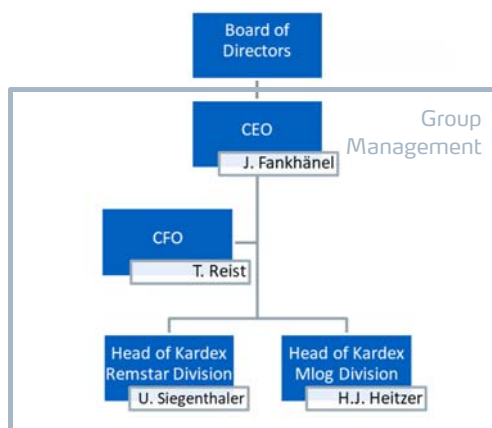 Board of
Directors
Group
Management
CEO
J. Fankhänel
CFO
T. Reist
Head of Kardex
Remstar Division
U. Siegenthaler
Head of Kardex
Mlog Division
H.J. Heitzer